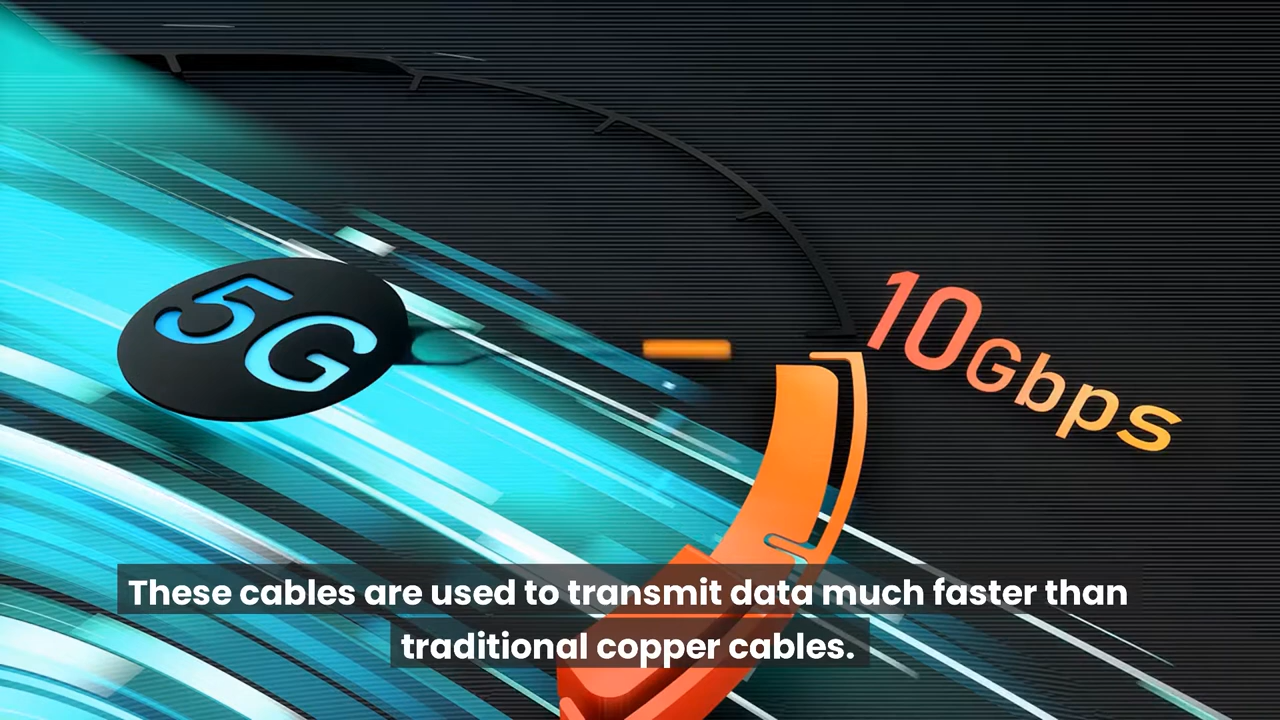 5G
10Gbps
These cables are used to transmit data much faster than
traditional copper cables.